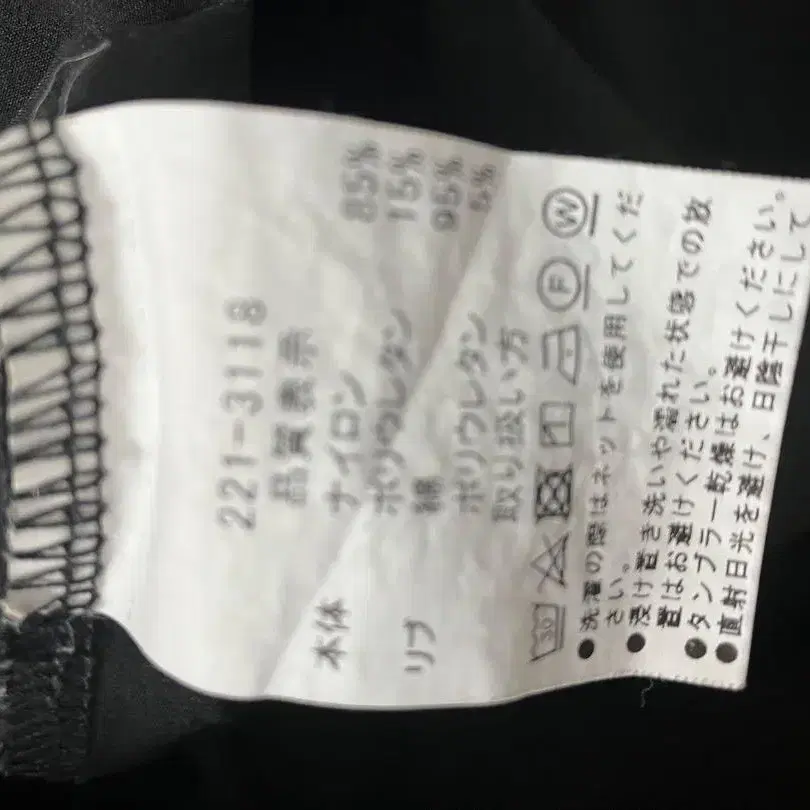 221-3118
品質表示
本体 ナイロン 85%
ポリウレタン 15%
リブ 綿 95%
ポリウレタン 5%
取り扱い方
30 F W
●洗濯の際はネットを使用してくだ
さい。
●浸け置き洗いや濡れた状態での放
置はお避けください。
●タンブラー乾燥はお避けください。
●直射日光を避け、日陰干しにして